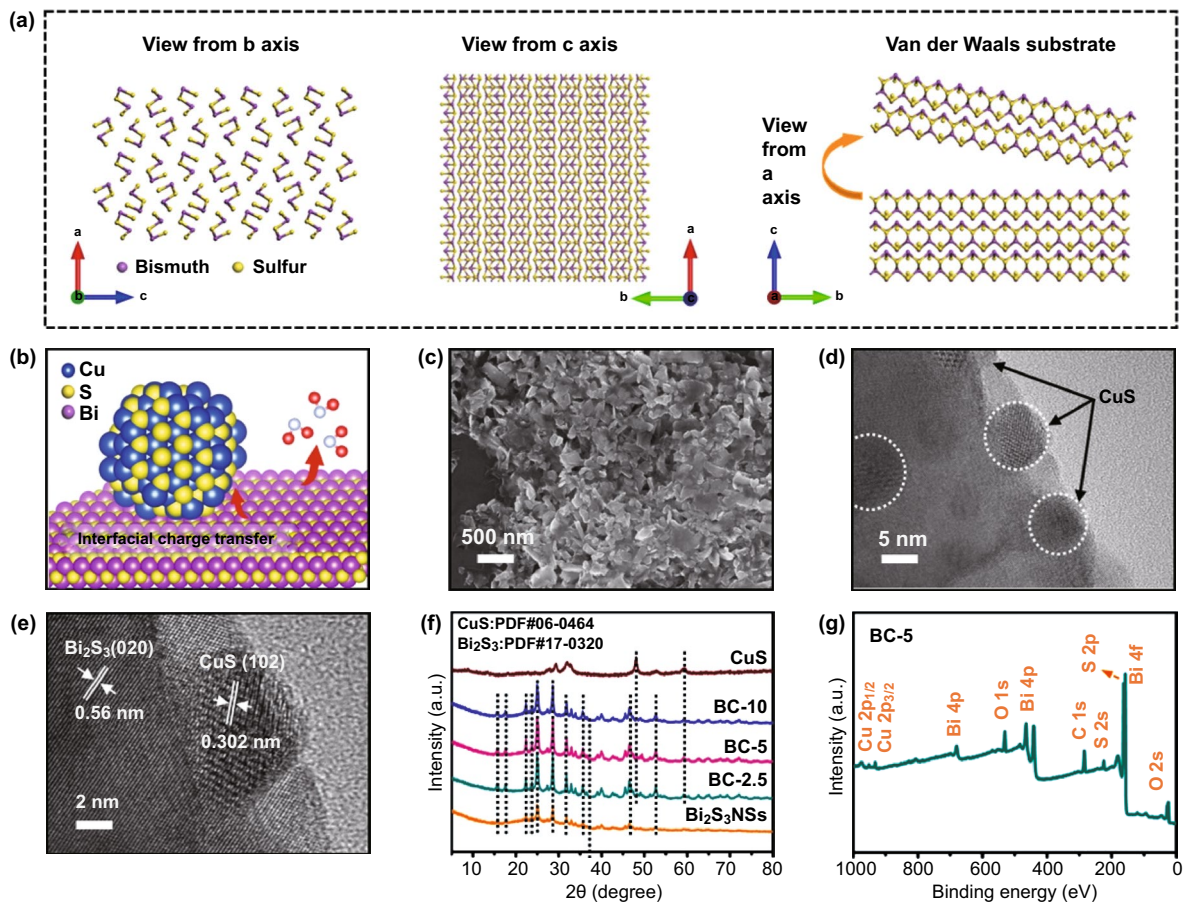 (a)
View from b axis
View from c axis
Van der Waals substrate
View
from
a
axis
a
b
c
Bismuth
Sulfur
a
b
c
c
a
b
(b)
Cu
S
Bi
Interfacial charge transfer
(c)
500 nm
(d)
CuS
5 nm
(e)
Bi₂S₃(020)
0.56 nm
CuS (102)
0.302 nm
2 nm
(f)
CuS:PDF#06-0464
Bi₂S₃:PDF#17-0320
CuS
BC-10
BC-5
BC-2.5
Bi₂S₃NSs
Intensity (a.u.)
10 20 30 40 50 60 70 80
2θ (degree)
(g)
BC-5
Cu 2p1/2
Cu 2p3/2
Bi 4p
O 1s
Bi 4p
C 1s
S 2s
S 2p
Bi 4f
O 2s
Intensity (a.u.)
1000 800 600 400 200 0
Binding energy (eV)